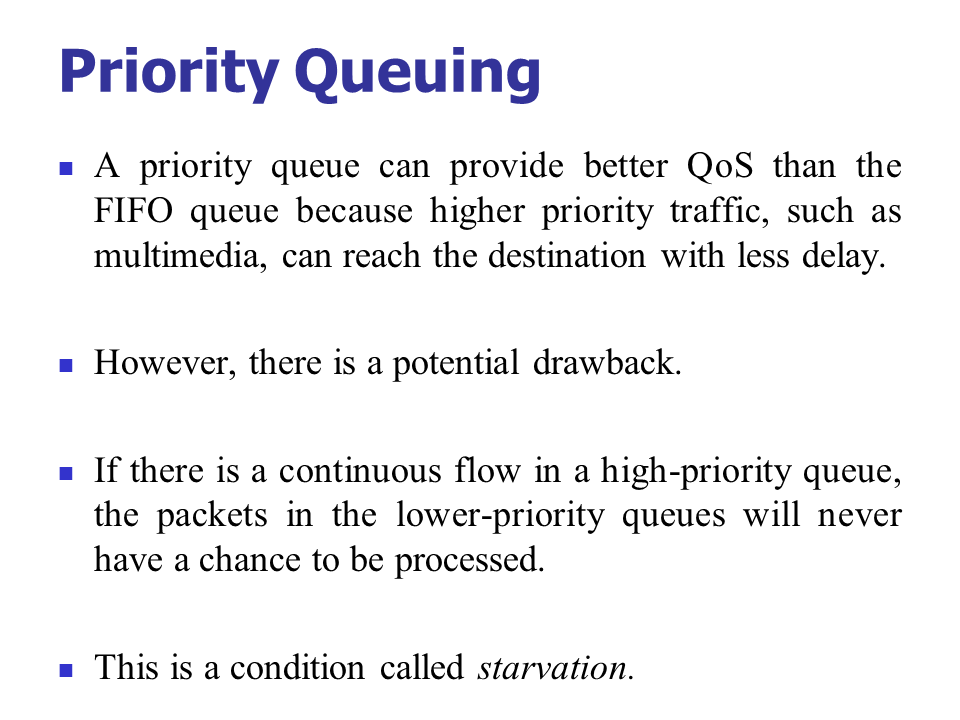 Priority Queuing
A priority queue can provide better QoS than the
FIFO queue because higher priority traffic, such as
multimedia, can reach the destination with less delay.
However, there is a potential drawback.
If there is a continuous flow in a high-priority queue,
the packets in the lower-priority queues will never
have a chance to be processed.
This is a condition called starvation.